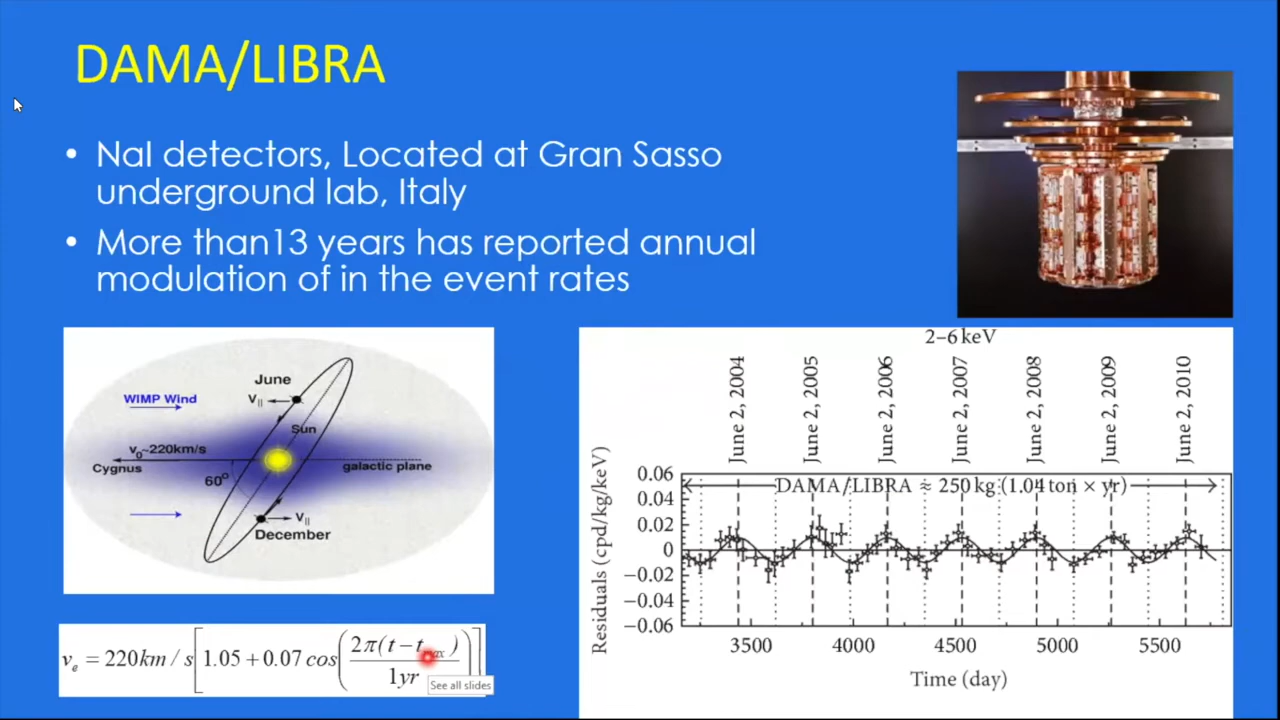 DAMA/LIBRA
• NaI detectors, Located at Gran Sasso
underground lab, Italy
• More than13 years has reported annual
modulation of in the event rates
June
WIMP Wind
V||
Sun
v0~220km/s
Cygnus
galactic plane
60°
V||
December
v_e = 220km / s[1.05 + 0.07 cos(2π(t − t_max)/1yr)]
See all slides
2–6 keV
June 2, 2004
June 2, 2005
June 2, 2006
June 2, 2007
June 2, 2008
June 2, 2009
June 2, 2010
Residuals (cpd/kg/keV)
0.06
0.04
0.02
0
−0.02
−0.04
−0.06
DAMA/LIBRA ≈ 250 kg (1.04 ton × yr)
3500 4000 4500 5000 5500
Time (day)